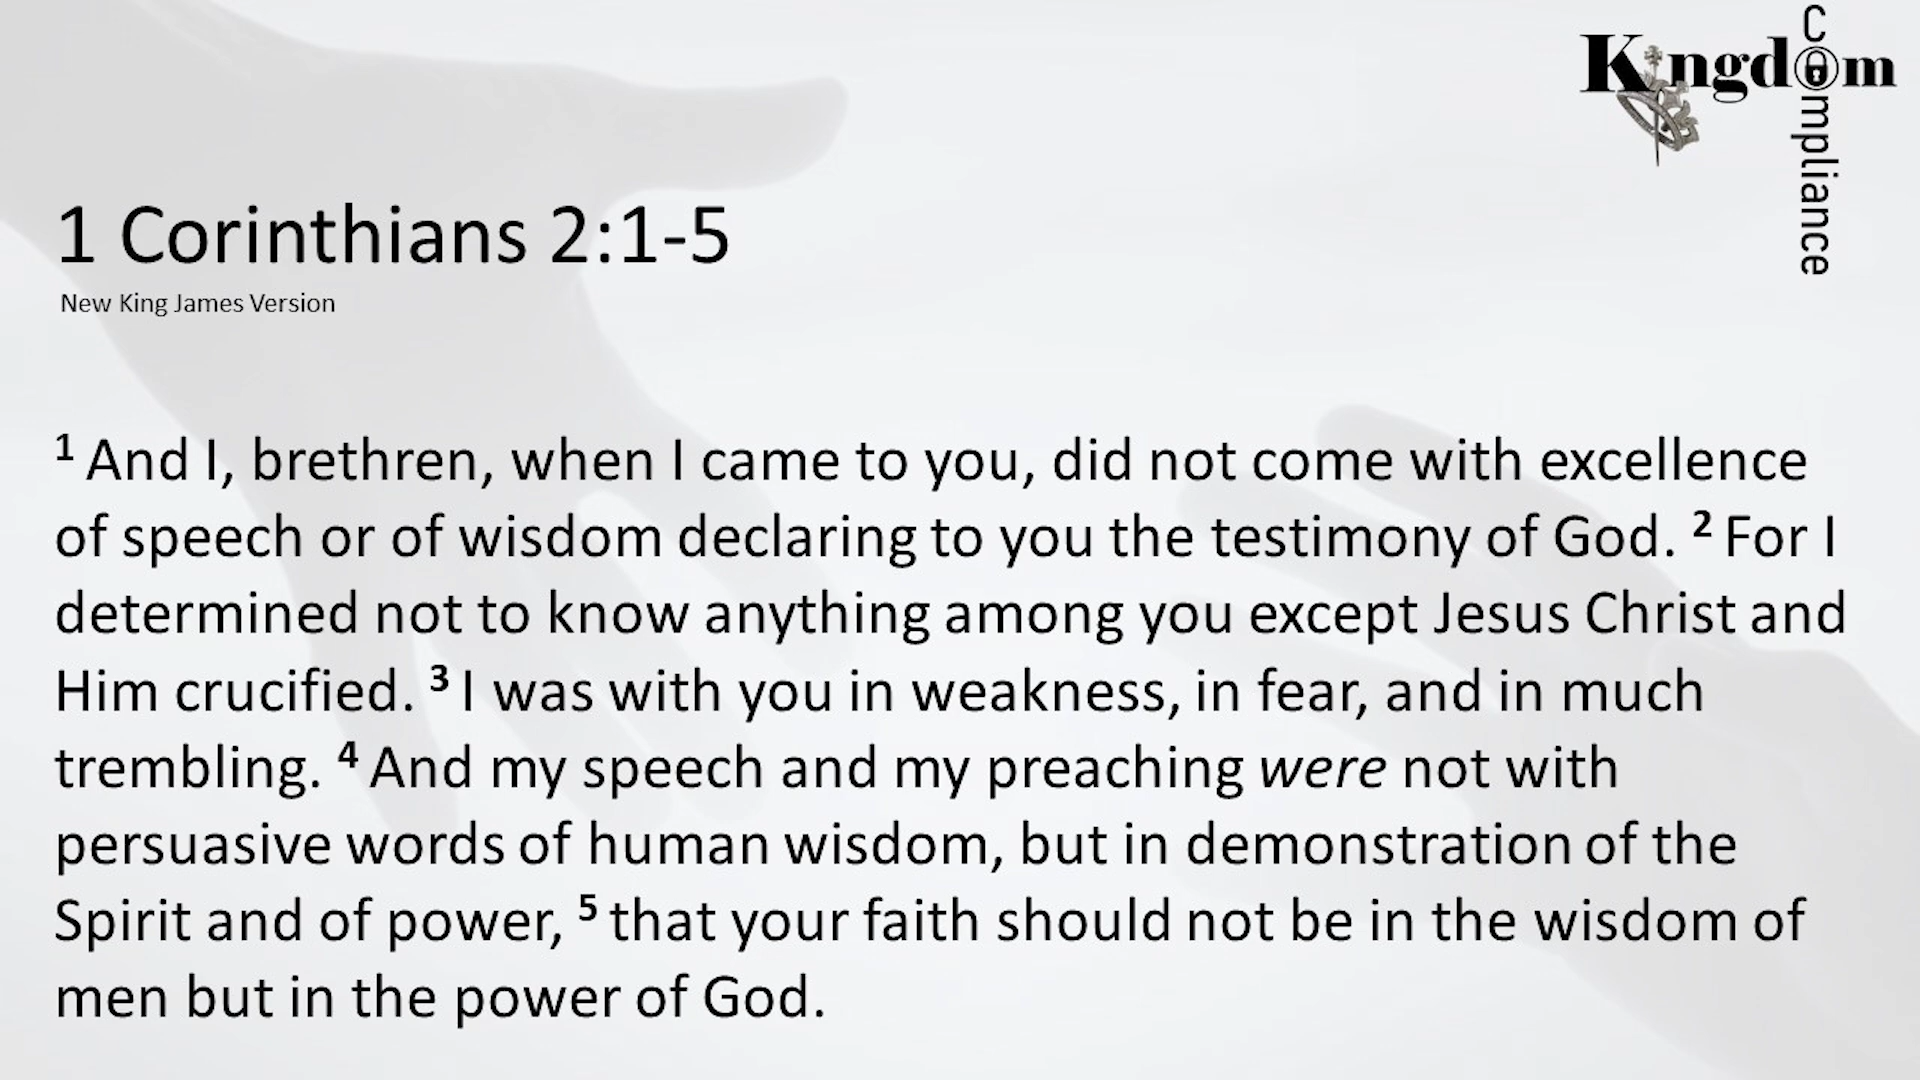 Kingdom
Compliance
1 Corinthians 2:1-5
New King James Version
1 And I, brethren, when I came to you, did not come with excellence
of speech or of wisdom declaring to you the testimony of God. 2 For I
determined not to know anything among you except Jesus Christ and
Him crucified. 3 I was with you in weakness, in fear, and in much
trembling. 4 And my speech and my preaching were not with
persuasive words of human wisdom, but in demonstration of the
Spirit and of power, 5 that your faith should not be in the wisdom of
men but in the power of God.